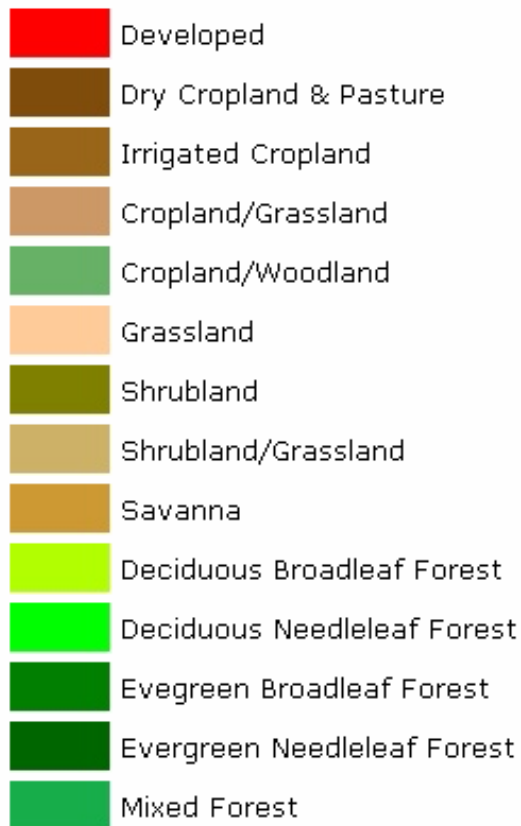 Developed
Dry Cropland & Pasture
Irrigated Cropland
Cropland/Grassland
Cropland/Woodland
Grassland
Shrubland
Shrubland/Grassland
Savanna
Deciduous Broadleaf Forest
Deciduous Needleleaf Forest
Evegreen Broadleaf Forest
Evergreen Needleleaf Forest
Mixed Forest